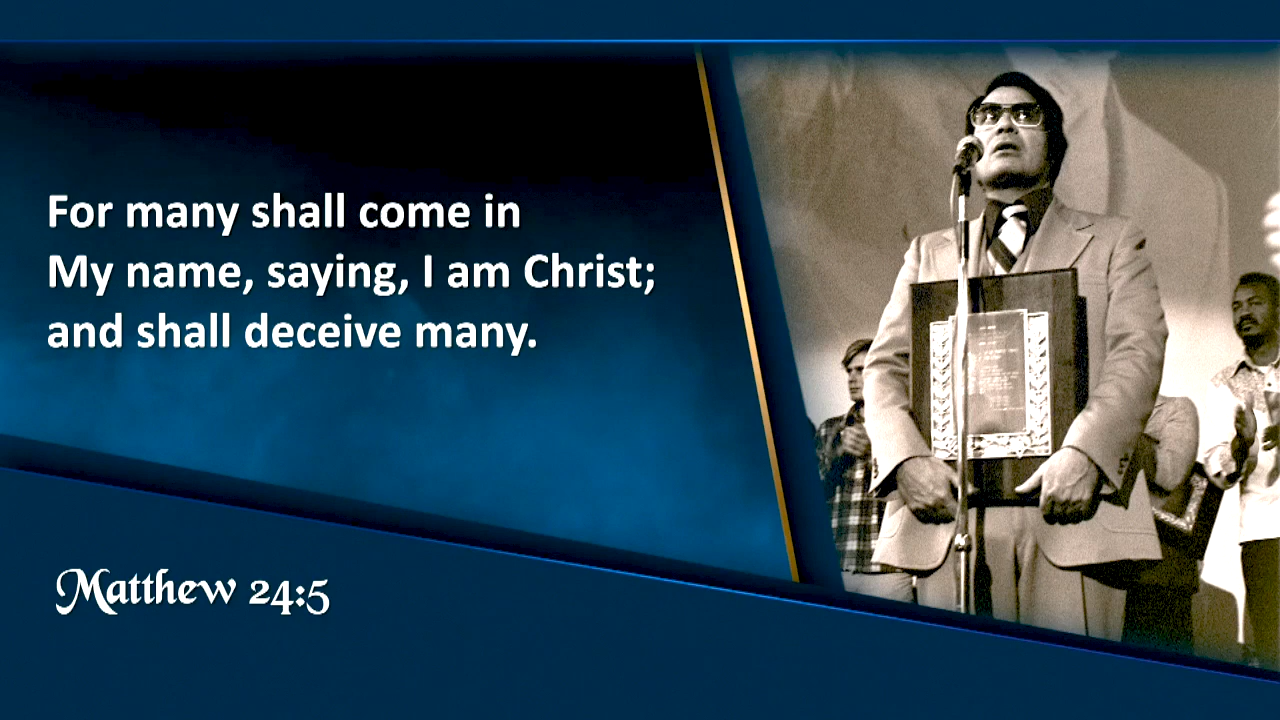 For many shall come in
My name, saying, I am Christ;
and shall deceive many.
Matthew 24:5